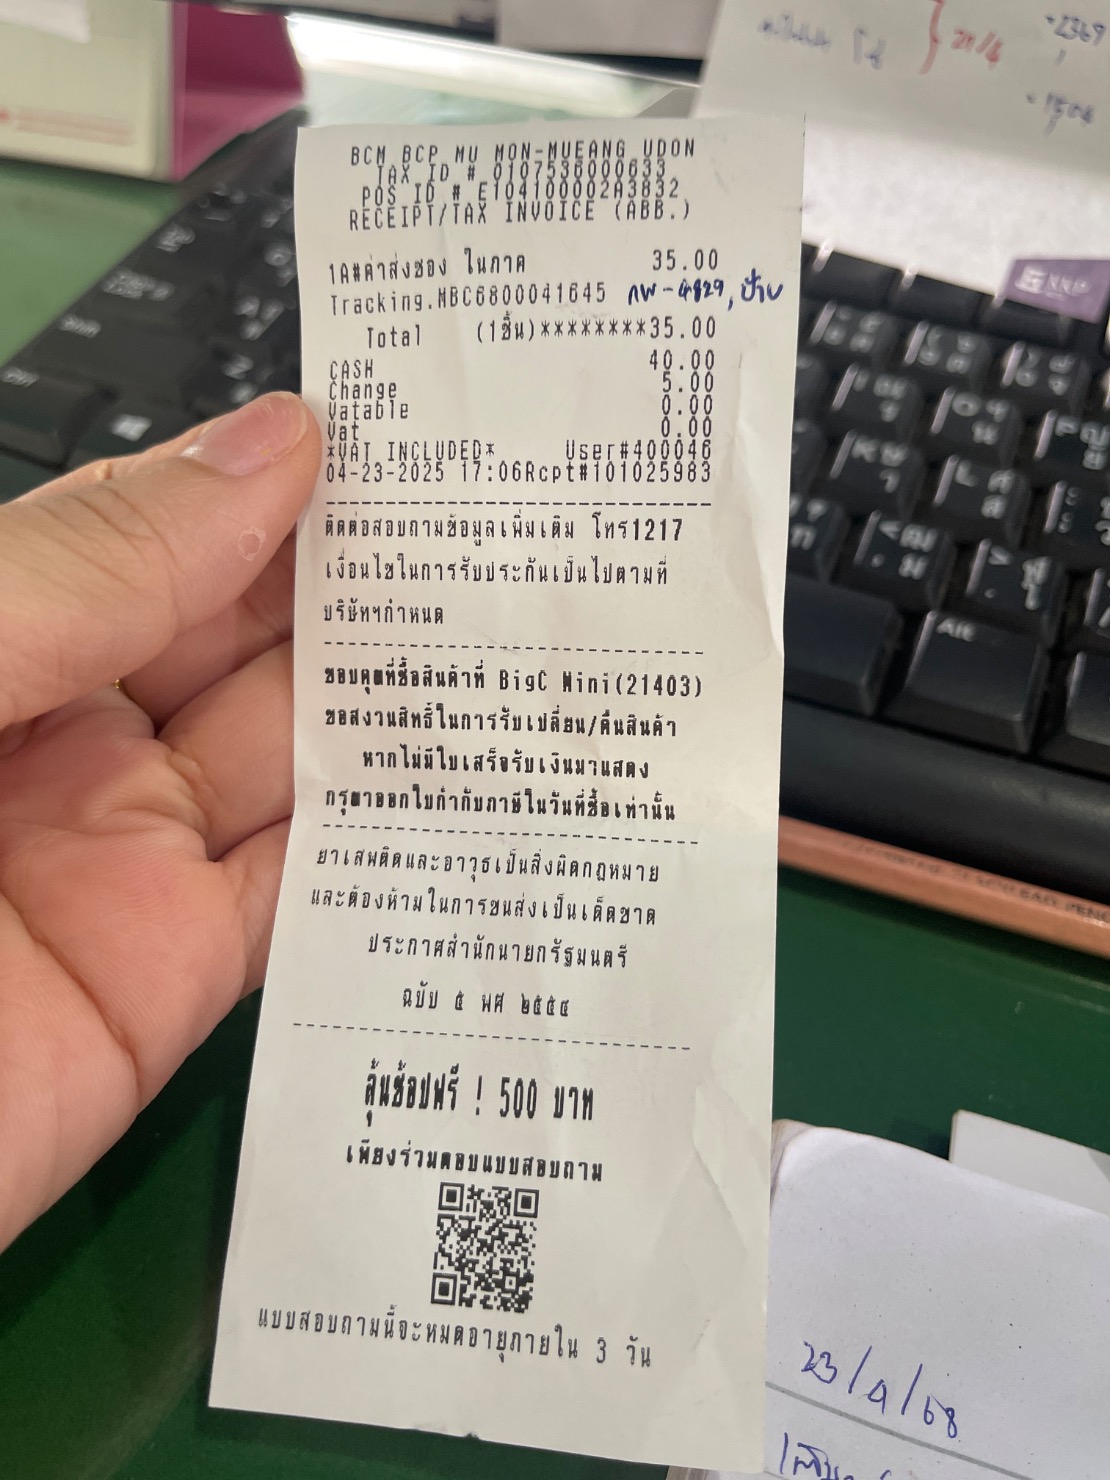 BCM BCP MU MON-MUEANG UDON
TAX ID # 0107536000633
POS ID # E104100002A3832
RECEIPT/TAX INVOICE (ABB.)
1A#ค่าส่งซอง ในภาค 35.00
Tracking.MBC6800041645 กพ-4829, ป้าย
Total (1ชิ้น)********35.00
CASH 40.00
Change 5.00
Vatable 0.00
Vat 0.00
*VAT INCLUDED* User#400046
04-23-2025 17:06Rcpt#101025983
ติดต่อสอบถามข้อมูลเพิ่มเติม โทร1217
เงื่อนไขในการรับประกันเป็นไปตามที่
บริษัทฯกำหนด
ขอบคุณที่ซื้อสินค้าที่ BigC Mini(21403)
ขอสงวนสิทธิ์ในการรับเปลี่ยน/คืนสินค้า
หากไม่มีใบเสร็จรับเงินมาแสดง
กรุณาออกใบกำกับภาษีในวันที่ซื้อเท่านั้น
ยาเสพติดและอาวุธเป็นสิ่งผิดกฎหมาย
และต้องห้ามในการขนส่งเป็นเด็ดขาด
ประกาศสำนักนายกรัฐมนตรี
ฉบับ ๕ พศ ๒๕๕๔
ลุ้นช้อปฟรี ! 500 บาท
เพียงร่วมตอบแบบสอบถาม
แบบสอบถามนี้จะหมดอายุภายใน 3 วัน
23/4/68
Alt